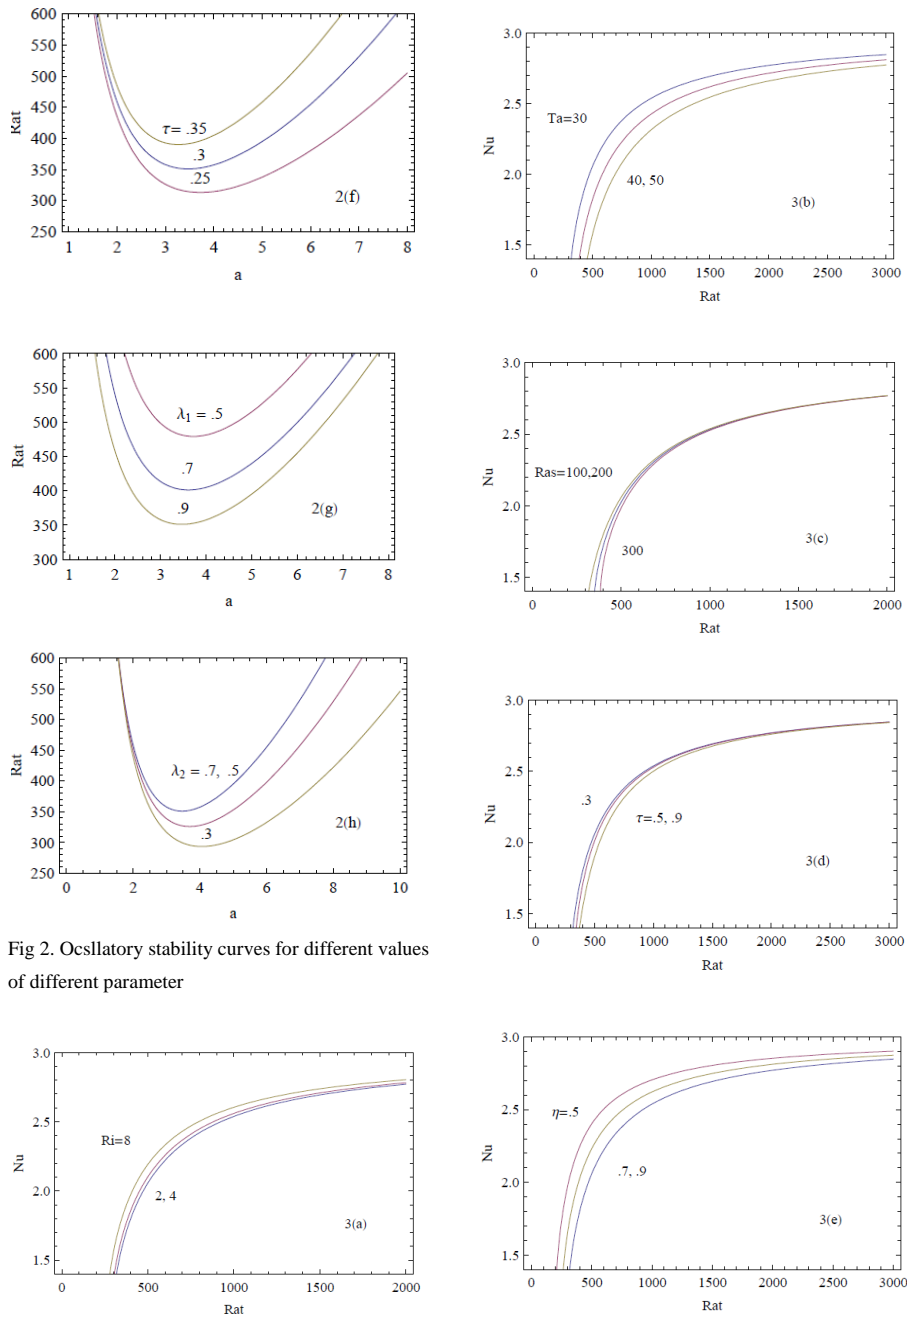 600
550
500
450
400
350
300
250
Rat
τ= .35
.3
.25
2(f)
1 2 3 4 5 6 7 8
a
600
550
500
450
400
350
300
Rat
λ1 = .5
.7
.9
2(g)
1 2 3 4 5 6 7 8
a
600
550
500
450
400
350
300
250
Rat
λ2 = .7, .5
.3
2(h)
0 2 4 6 8 10
a
Fig 2. Ocsllatory stability curves for different values
of different parameter
3.0
2.5
2.0
1.5
Nu
Ri=8
2, 4
3(a)
0 500 1000 1500 2000
Rat
3.0
2.5
2.0
1.5
Nu
Ta=30
40, 50
3(b)
0 500 1000 1500 2000 2500 3000
Rat
3.0
2.5
2.0
1.5
Nu
Ras=100,200
300
3(c)
0 500 1000 1500 2000
Rat
3.0
2.5
2.0
1.5
Nu
.3
τ=.5, .9
3(d)
0 500 1000 1500 2000 2500 3000
Rat
3.0
2.5
2.0
1.5
Nu
η=.5
.7, .9
3(e)
0 500 1000 1500 2000 2500 3000
Rat